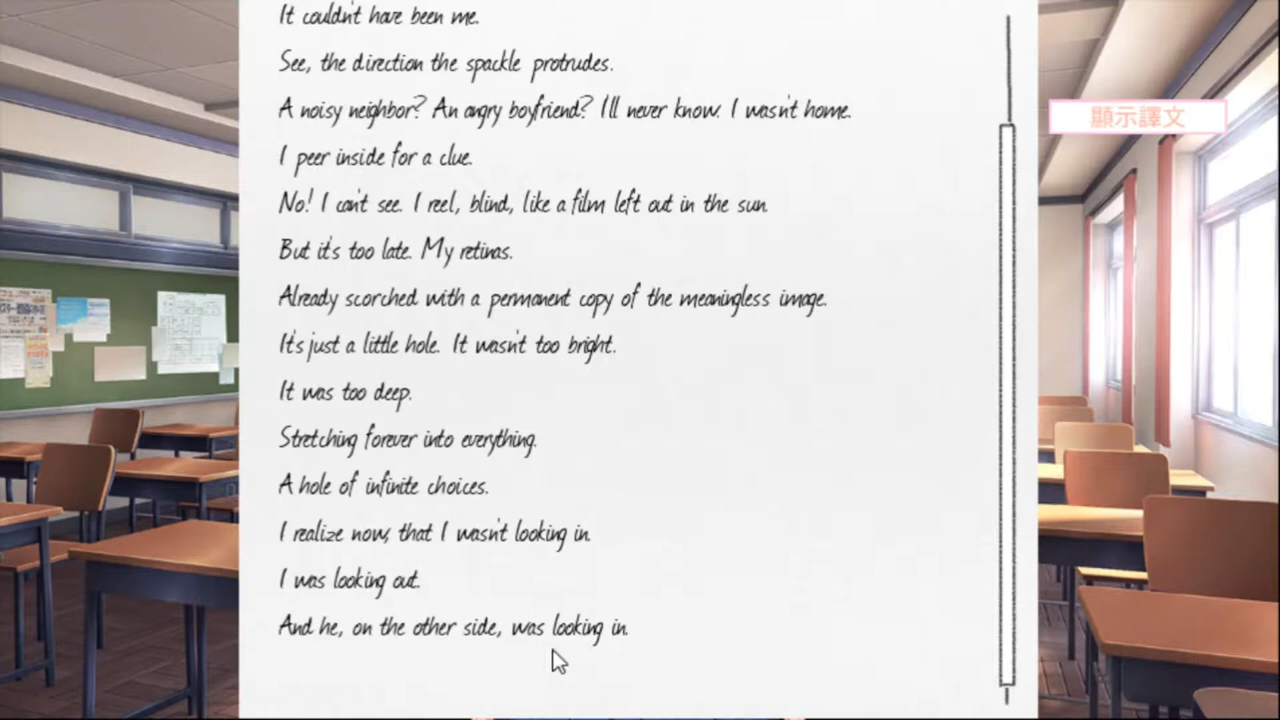 It couldn't have been me.
See, the direction the spackle protrudes.
A noisy neighbor? An angry boyfriend? I'll never know. I wasn't home.
I peer inside for a clue.
No! I can't see. I reel, blind, like a film left out in the sun.
But it's too late. My retinas.
Already scorched with a permanent copy of the meaningless image.
It's just a little hole. It wasn't too bright.
It was too deep.
Stretching forever into everything.
A hole of infinite choices.
I realize now, that I wasn't looking in.
I was looking out.
And he, on the other side, was looking in.
顯示譯文